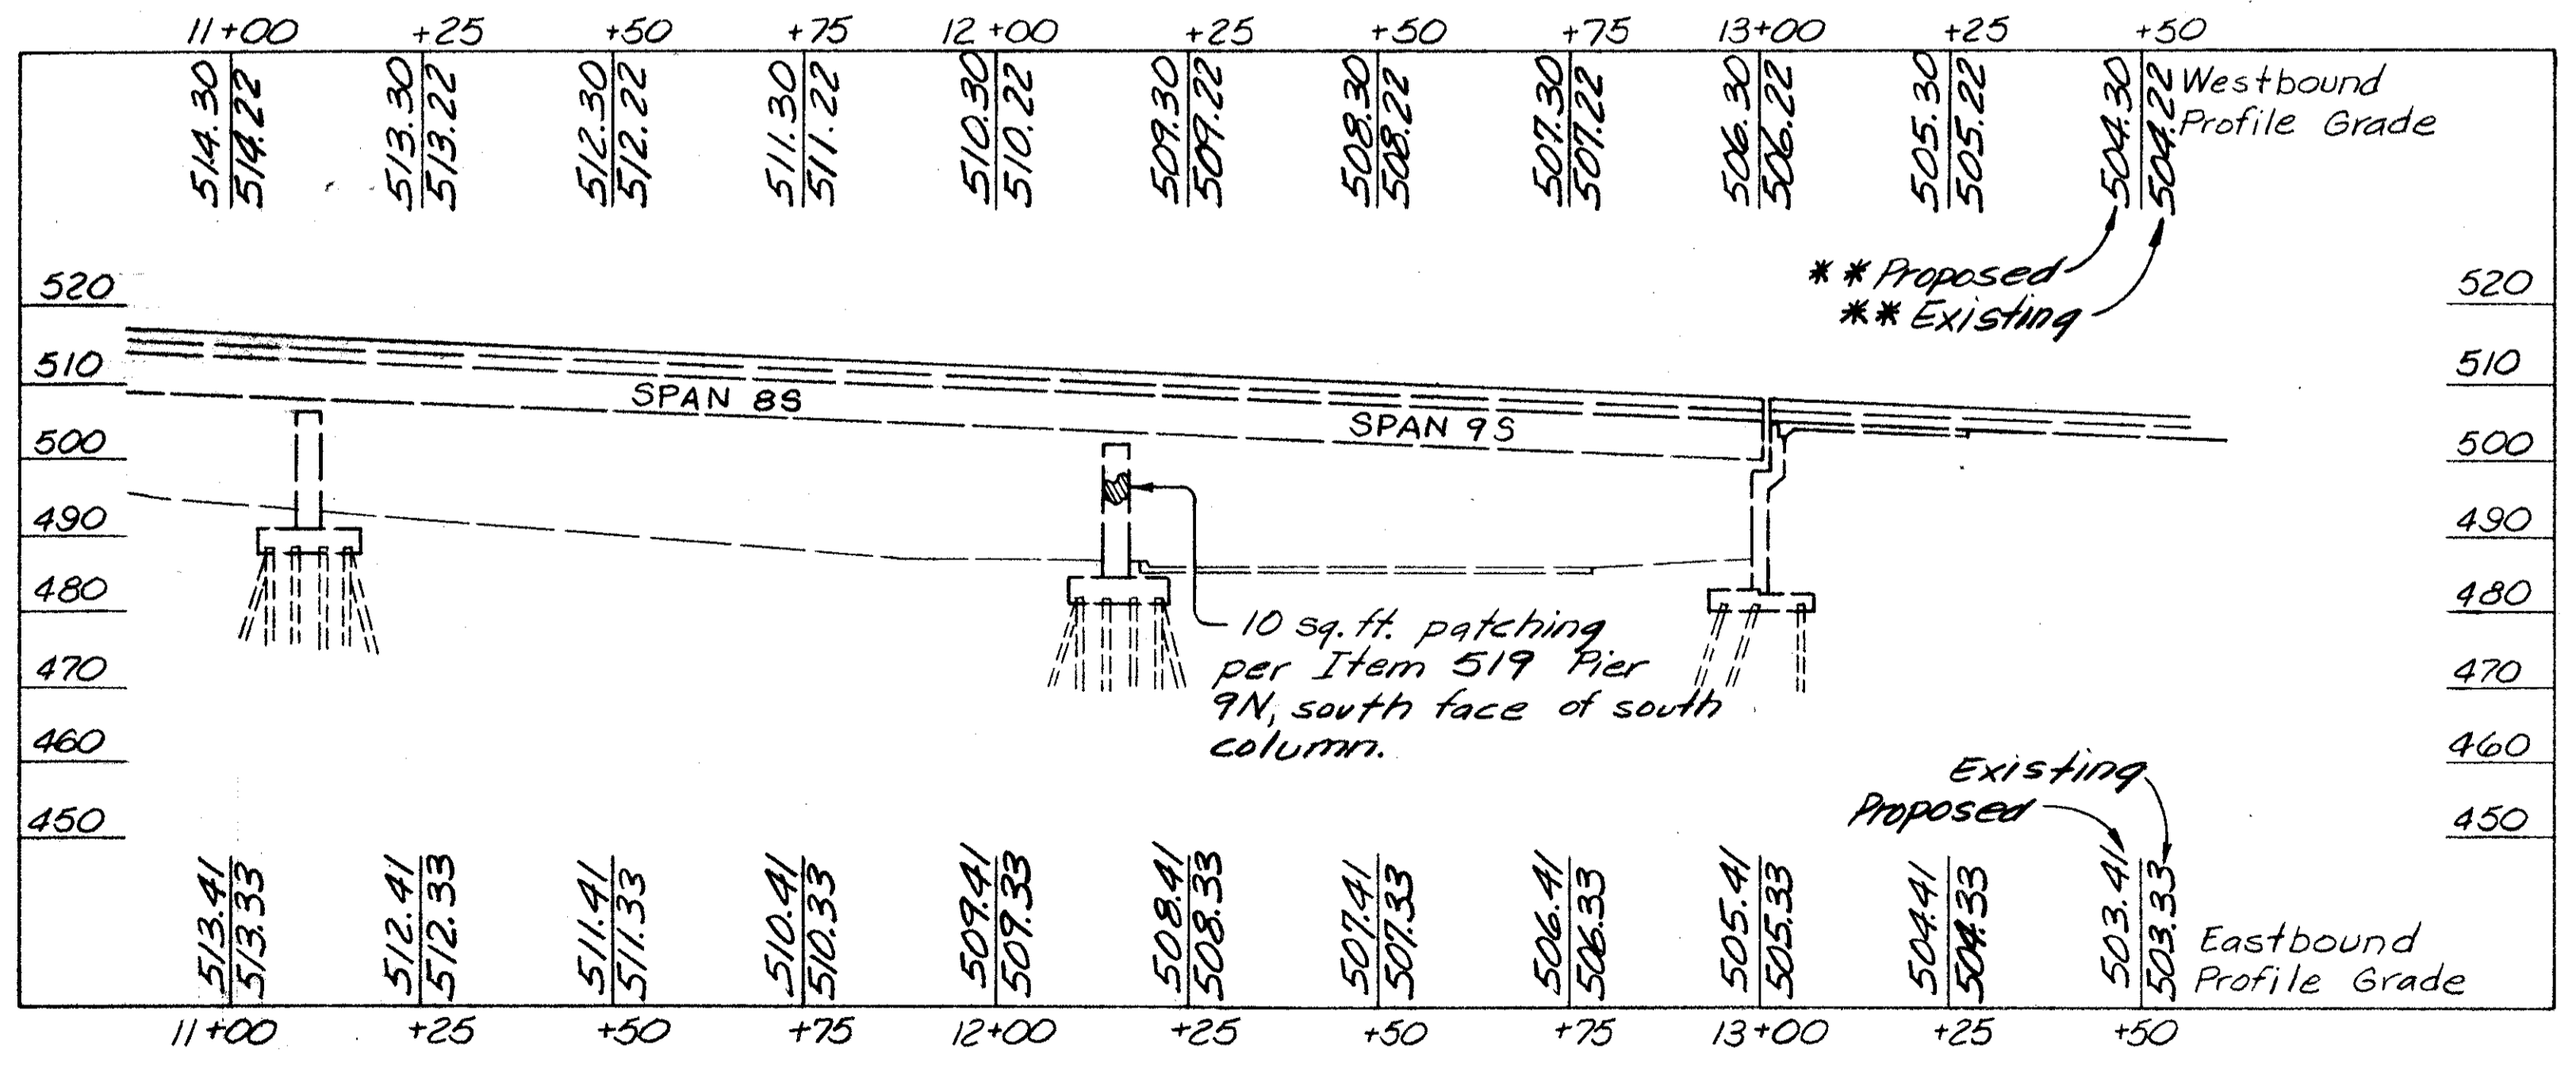 11+00 +25 +50 +75 12+00 +25 +50 +75 13+00 +25 +50
514.30 513.30 512.30 511.30 510.30 509.30 508.30 507.30 506.30 505.30 504.30
514.22 513.22 512.22 511.22 510.22 509.22 508.22 507.22 506.22 505.22 504.22
Westbound
Profile Grade
** Proposed
** Existing
520 520
510 510
SPAN 8S
SPAN 9S
500 500
490 490
480 480
10 sq. ft. patching
per Item 519 Pier
9N, south face of south
column.
470 470
460 460
Existing
Proposed
450 450
513.41 512.41 511.41 510.41 509.41 508.41 507.41 506.41 505.41 504.41 503.41
513.33 512.33 511.33 510.33 509.33 508.33 507.33 506.33 505.33 504.33 503.33
Eastbound
Profile Grade
11+00 +25 +50 +75 12+00 +25 +50 +75 13+00 +25 +50